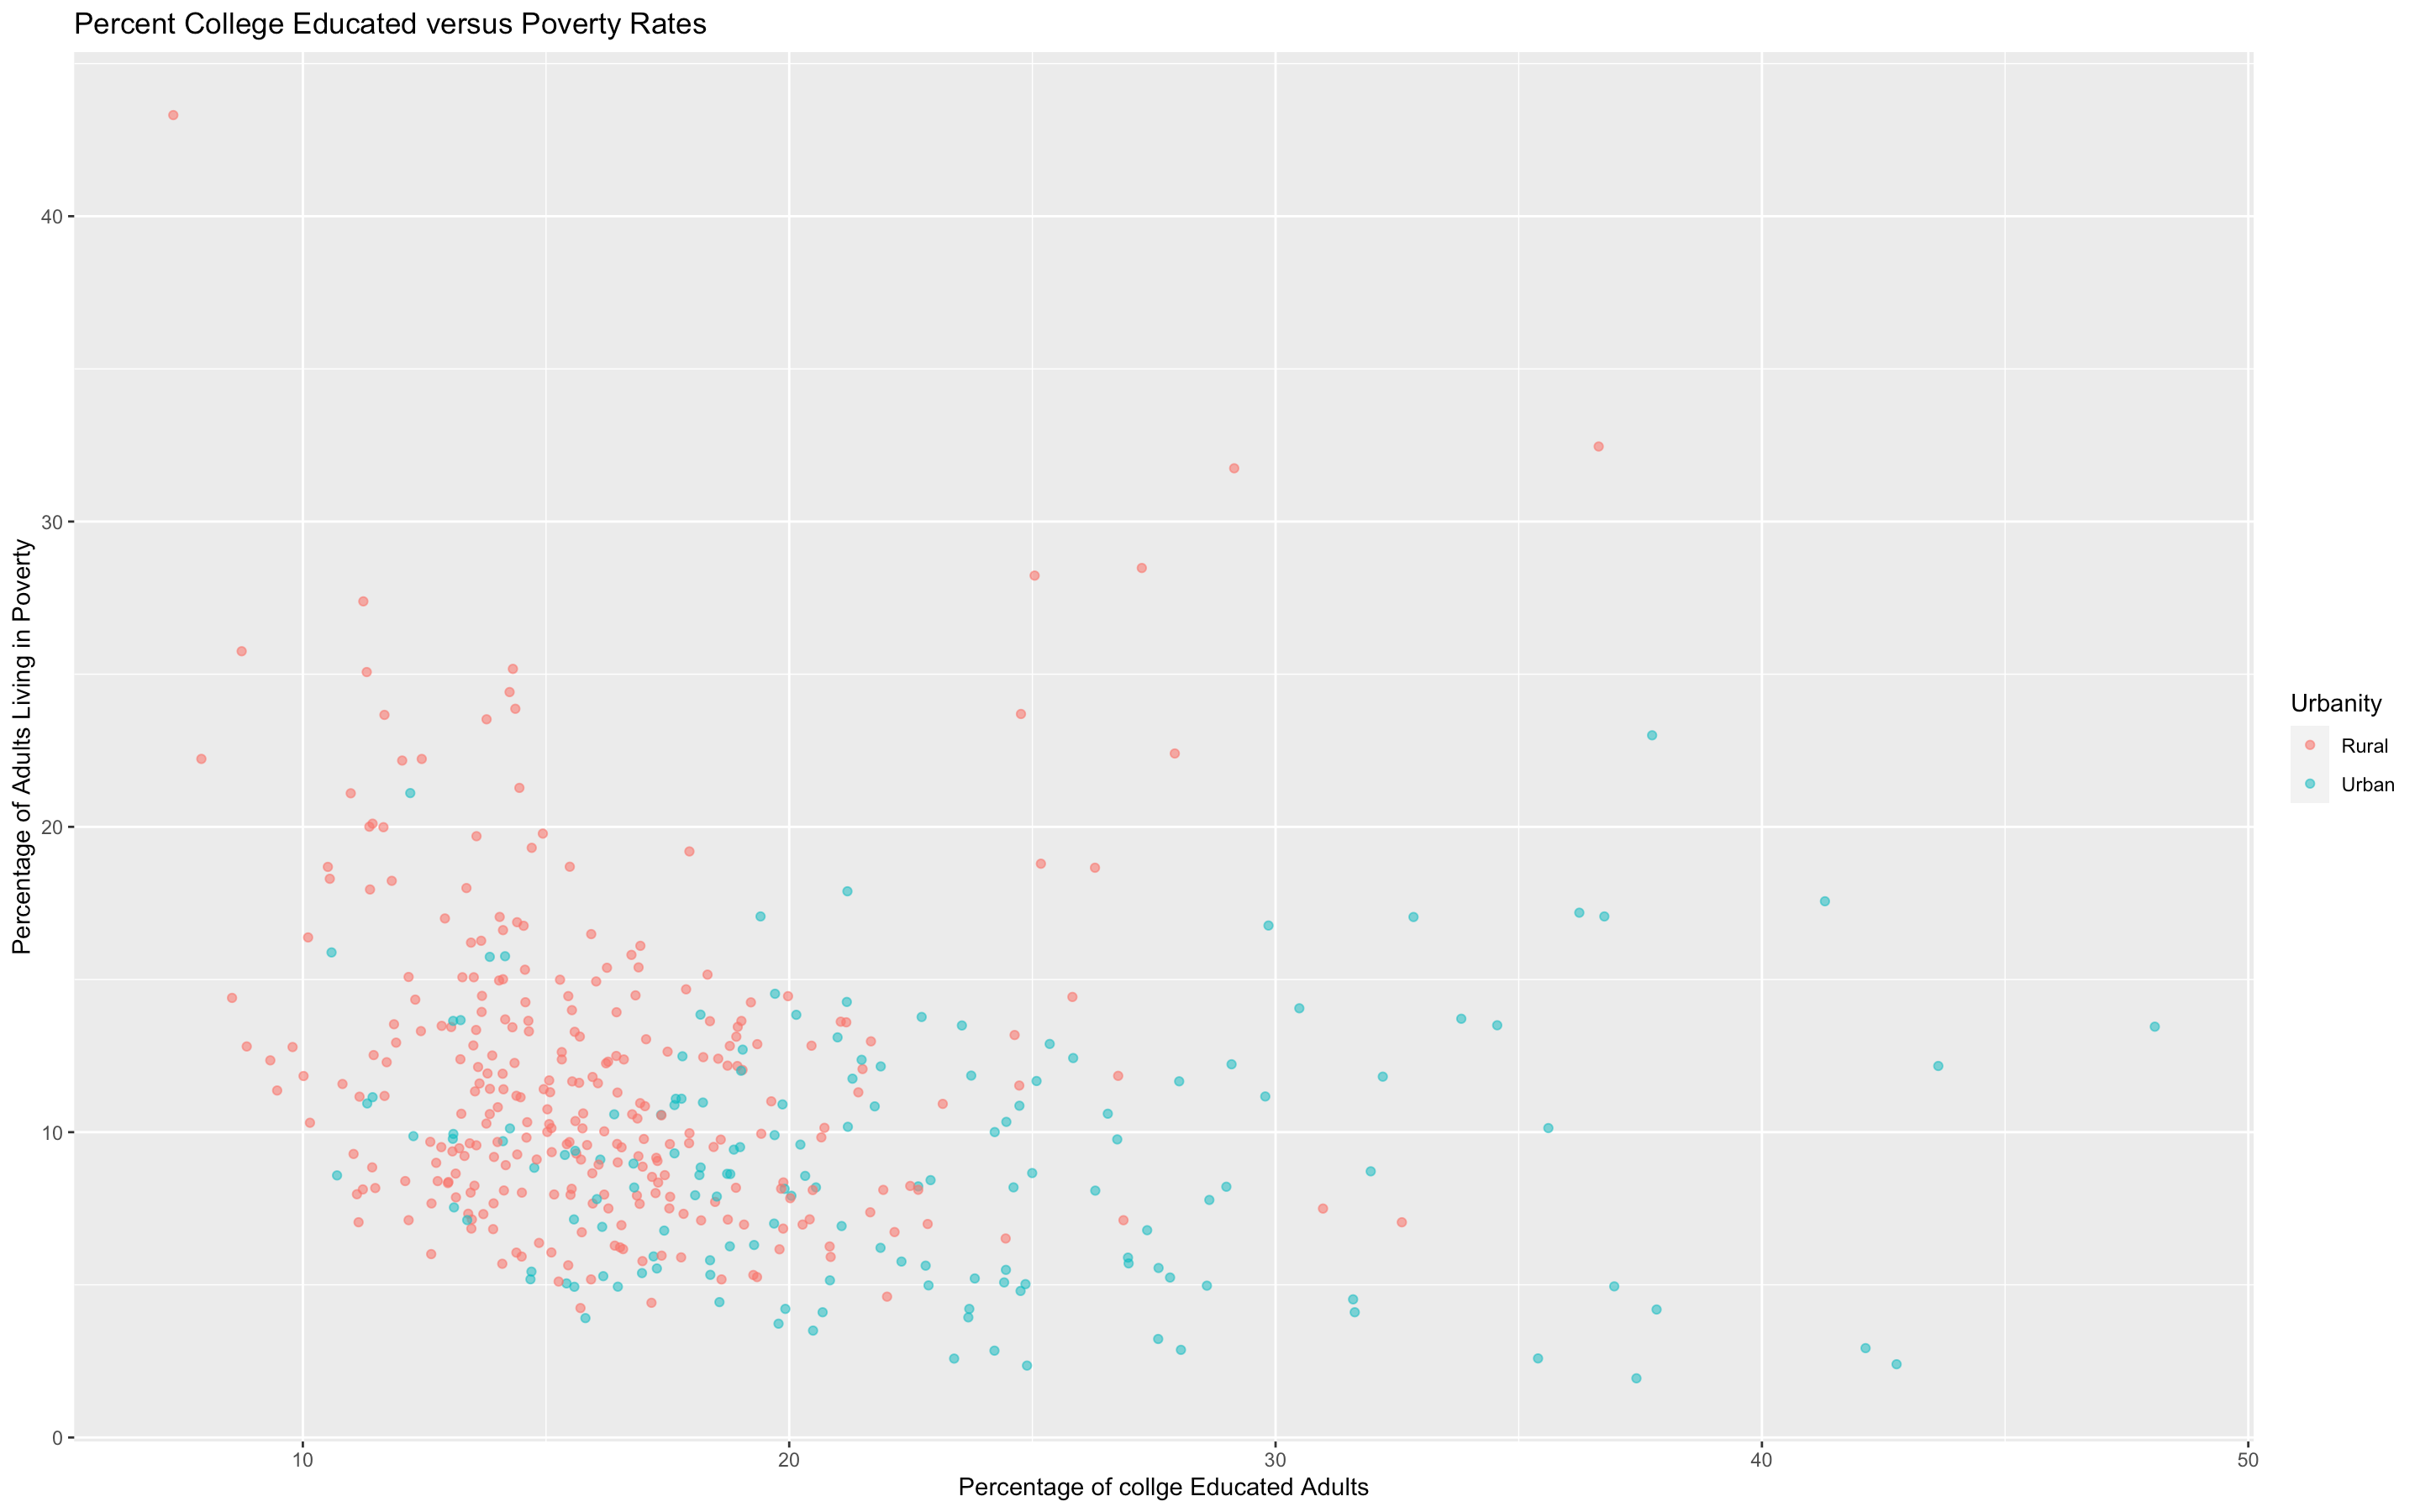 Percent College Educated versus Poverty Rates
Percentage of Adults Living in Poverty
40
30
20
10
0
10 20 30 40 50
Percentage of collge Educated Adults
Urbanity
Rural
Urban